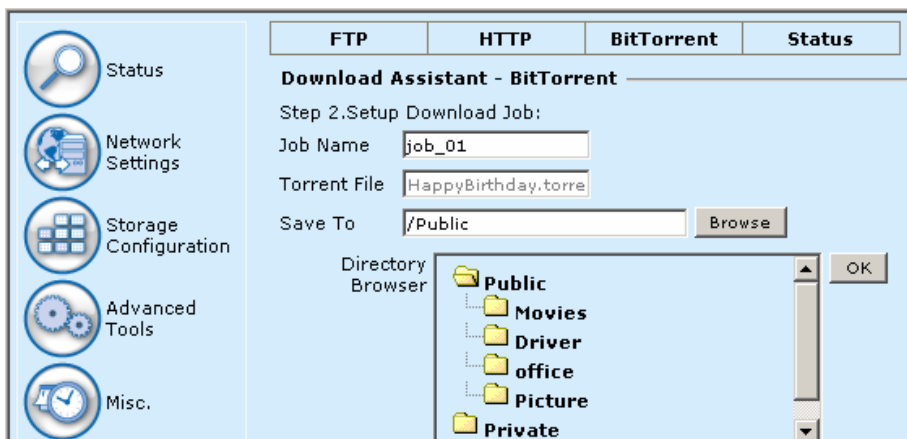 Status
Network
Settings
Storage
Configuration
Advanced
Tools
Misc.
FTP HTTP BitTorrent Status
Download Assistant - BitTorrent
Step 2.Setup Download Job:
Job Name job_01
Torrent File HappyBirthday.torre
Save To /Public Browse
Directory
Browser
OK
Public
Movies
Driver
office
Picture
Private